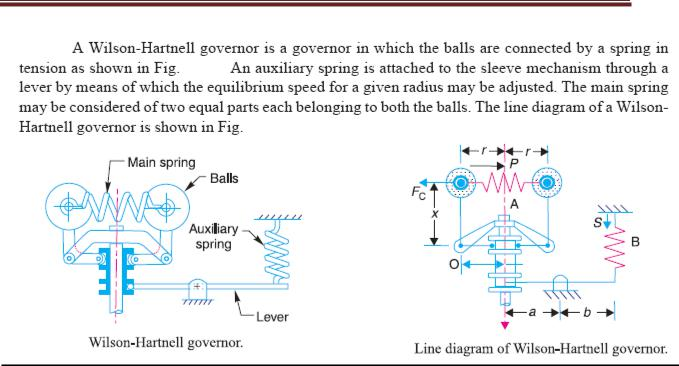 A Wilson-Hartnell governor is a governor in which the balls are connected by a spring in
tension as shown in Fig. An auxiliary spring is attached to the sleeve mechanism through a
lever by means of which the equilibrium speed for a given radius may be adjusted. The main spring
may be considered of two equal parts each belonging to both the balls. The line diagram of a Wilson-
Hartnell governor is shown in Fig.
Main spring
Balls
Auxiliary
spring
Lever
Wilson-Hartnell governor.
r r
P
FC
A
x
S
B
O
a b
Line diagram of Wilson-Hartnell governor.